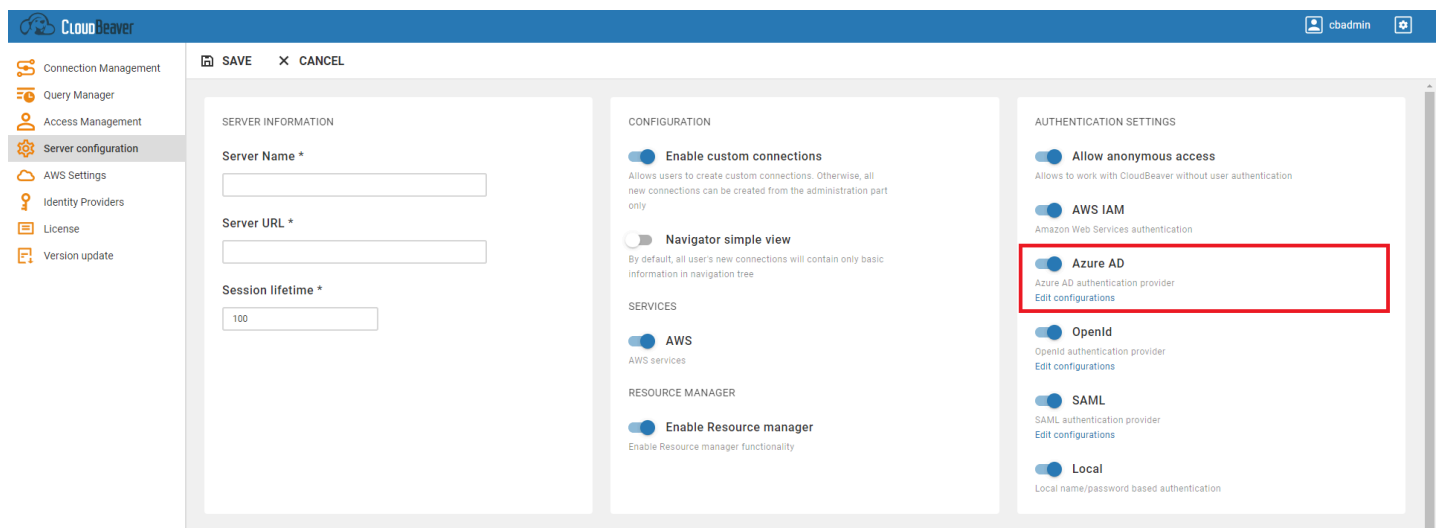 CloudBeaver
cbadmin
Connection Management
Query Manager
Access Management
Server configuration
AWS Settings
Identity Providers
License
Version update
SAVE
CANCEL
SERVER INFORMATION
Server Name *
Server URL *
Session lifetime *
100
CONFIGURATION
Enable custom connections
Allows users to create custom connections. Otherwise, all
new connections can be created from the administration part
only
Navigator simple view
By default, all user's new connections will contain only basic
information in navigation tree
SERVICES
AWS
AWS services
RESOURCE MANAGER
Enable Resource manager
Enable Resource manager functionality
AUTHENTICATION SETTINGS
Allow anonymous access
Allows to work with CloudBeaver without user authentication
AWS IAM
Amazon Web Services authentication
Azure AD
Azure AD authentication provider
Edit configurations
OpenId
OpenId authentication provider
Edit configurations
SAML
SAML authentication provider
Edit configurations
Local
Local name/password based authentication